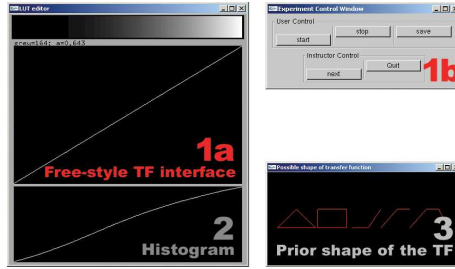 LUT editor
grew=164: a=0,643
1a
Free-style TF interface
2
Histogram
Experiment Control Window
User Control
start
stop
save
Instructor Control
next
Quit
1b
Possible shape of transfer function
3
Prior shape of the TF